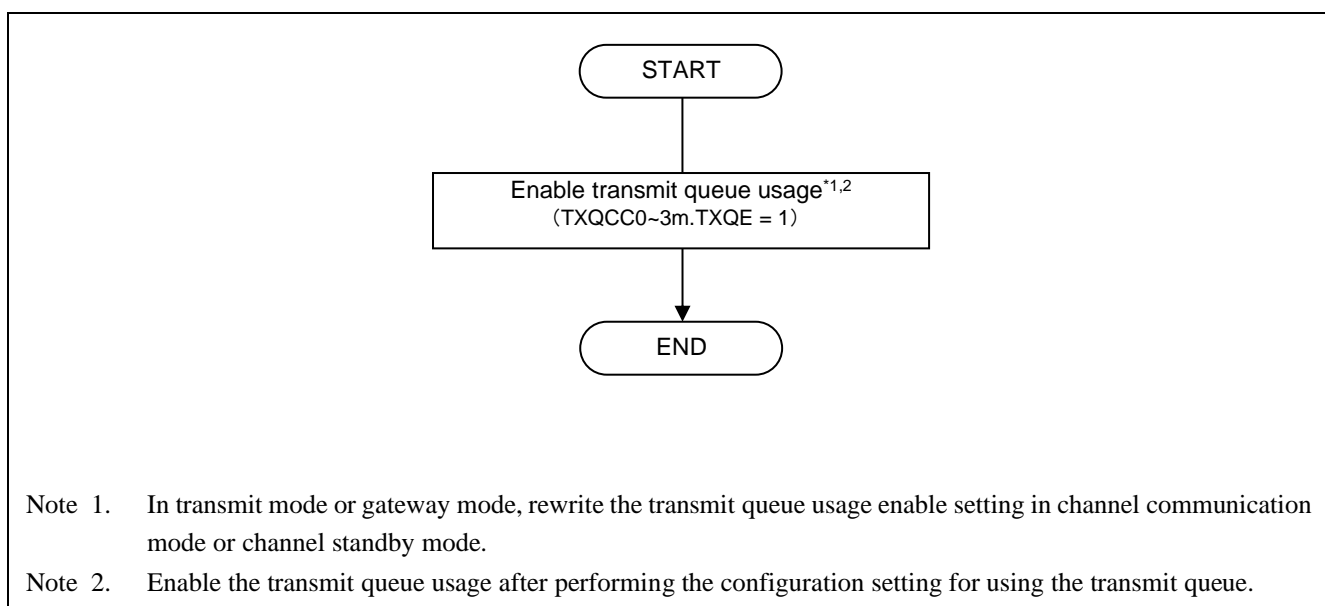 START
Enable transmit queue usage*1,2
（TXQCC0~3m.TXQE = 1）
END
Note 1. In transmit mode or gateway mode, rewrite the transmit queue usage enable setting in channel communication
mode or channel standby mode.
Note 2. Enable the transmit queue usage after performing the configuration setting for using the transmit queue.